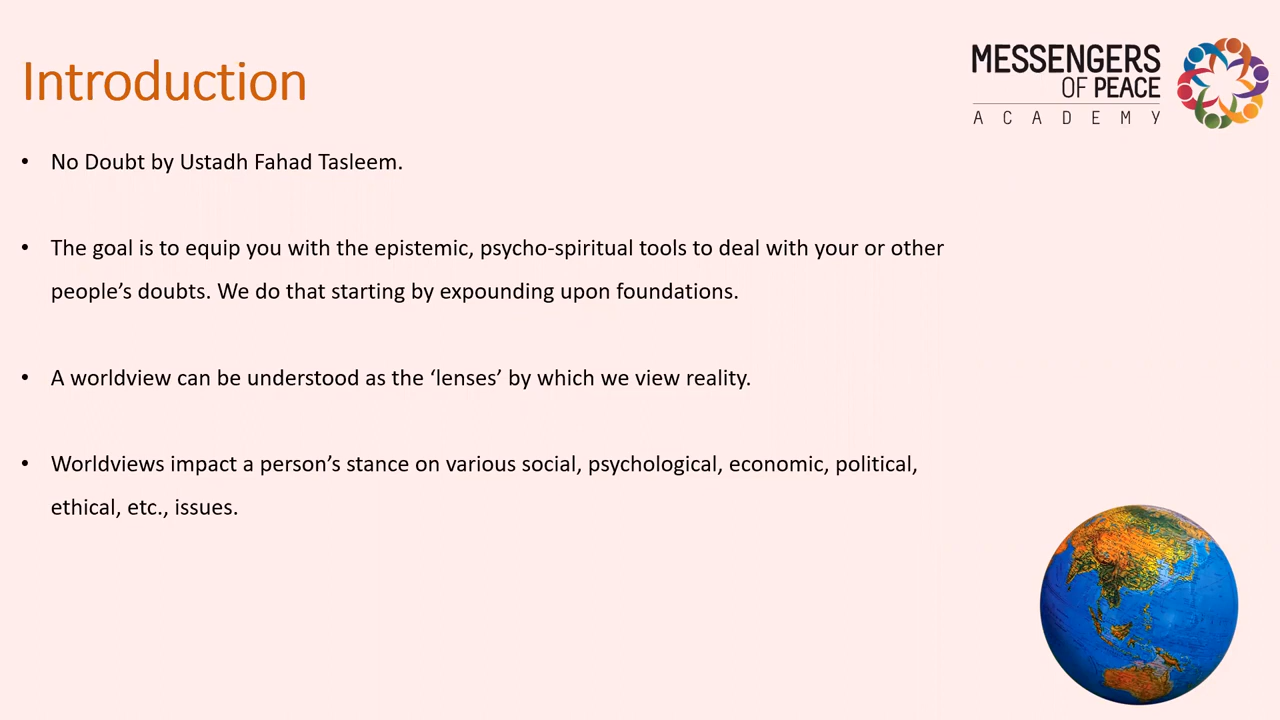 Introduction
MESSENGERS
OF PEACE
ACADEMY
• No Doubt by Ustadh Fahad Tasleem.
• The goal is to equip you with the epistemic, psycho-spiritual tools to deal with your or other
people’s doubts. We do that starting by expounding upon foundations.
• A worldview can be understood as the ‘lenses’ by which we view reality.
• Worldviews impact a person’s stance on various social, psychological, economic, political,
ethical, etc., issues.